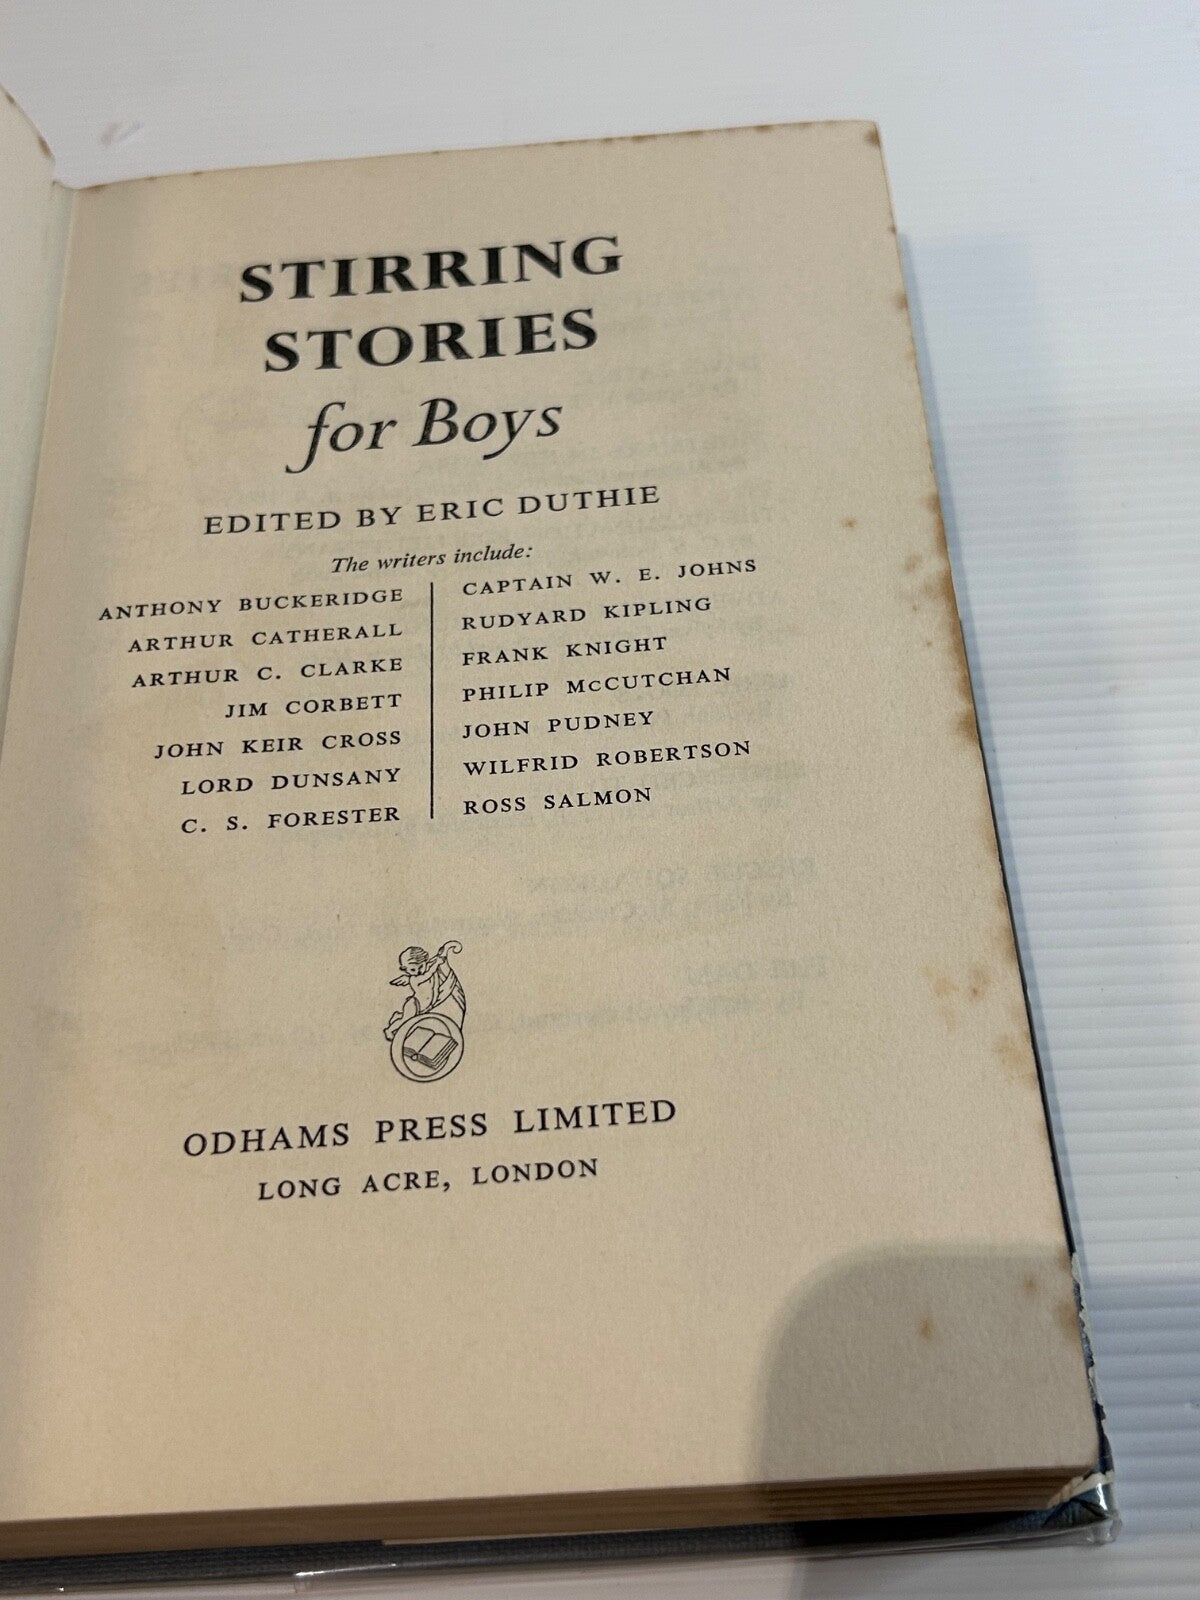 STIRRING
STORIES
for Boys
EDITED BY ERIC DUTHIE
The writers include:
ANTHONY BUCKERIDGE
ARTHUR CATHERALL
ARTHUR C. CLARKE
JIM CORBETT
JOHN KEIR CROSS
LORD DUNSANY
C. S. FORESTER
CAPTAIN W. E. JOHNS
RUDYARD KIPLING
FRANK KNIGHT
PHILIP McCUTCHAN
JOHN PUDNEY
WILFRID ROBERTSON
ROSS SALMON
ODHAMS PRESS LIMITED
LONG ACRE, LONDON